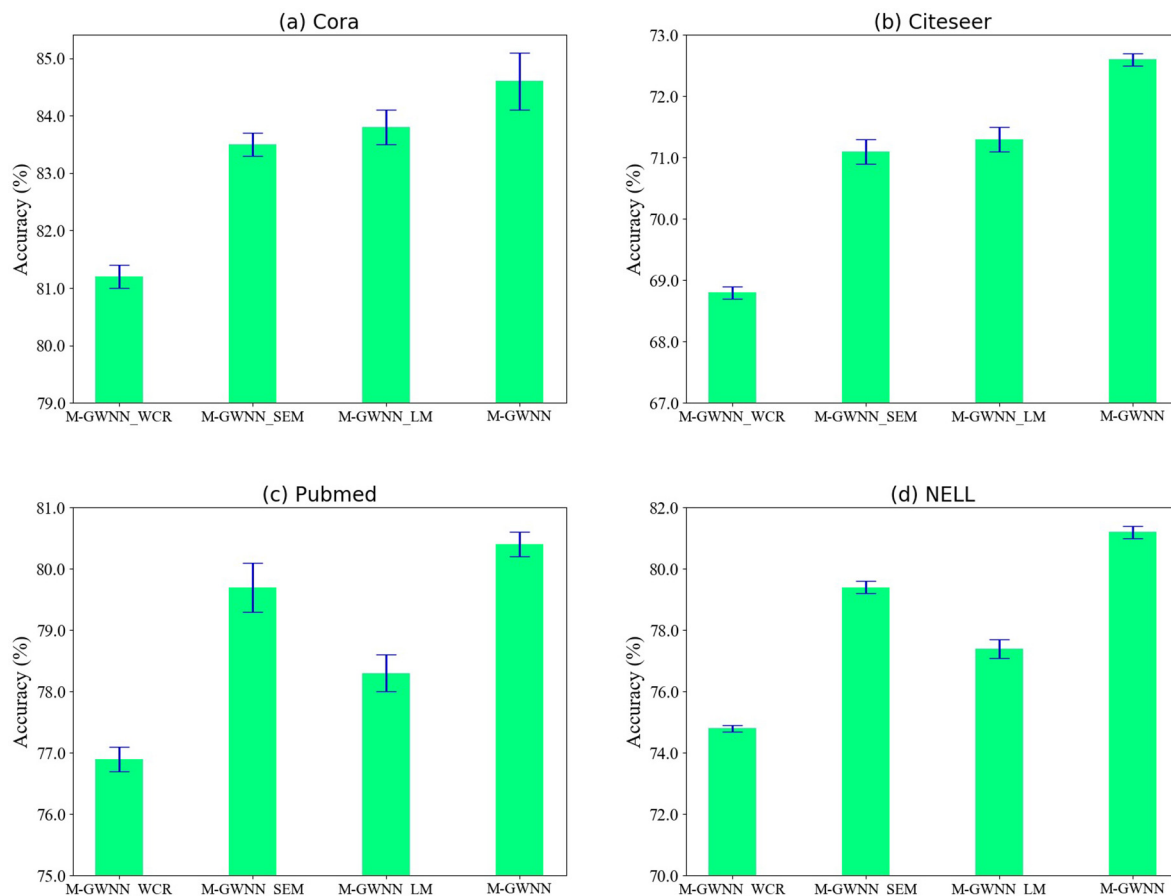 (a) Cora
85.0
84.0
83.0
82.0
81.0
80.0
79.0
Accuracy (%)
M-GWNN_WCR M-GWNN_SEM M-GWNN_LM M-GWNN
(b) Citeseer
73.0
72.0
71.0
70.0
69.0
68.0
67.0
Accuracy (%)
M-GWNN_WCR M-GWNN_SEM M-GWNN_LM M-GWNN
(c) Pubmed
81.0
80.0
79.0
78.0
77.0
76.0
75.0
Accuracy (%)
M-GWNN_WCR M-GWNN_SEM M-GWNN_LM M-GWNN
(d) NELL
82.0
80.0
78.0
76.0
74.0
72.0
70.0
Accuracy (%)
M-GWNN_WCR M-GWNN_SEM M-GWNN_LM M-GWNN